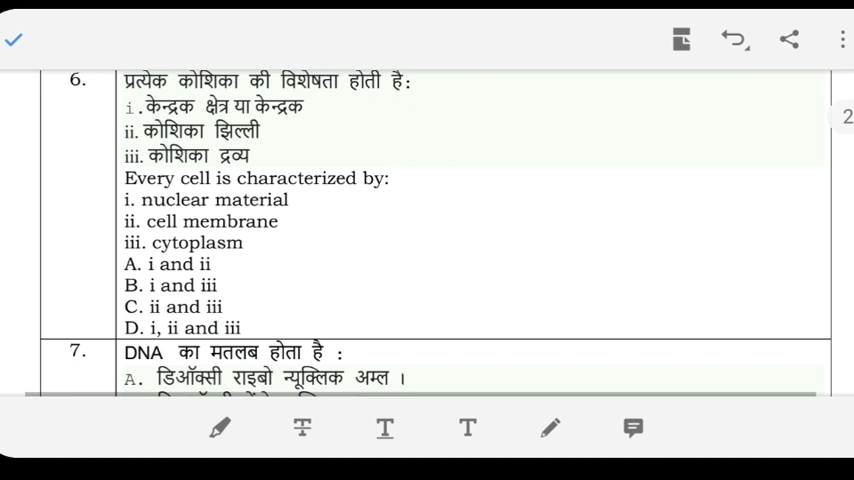 6. प्रत्येक कोशिका की विशेषता होती है:
i. केन्द्रक क्षेत्र या केन्द्रक
ii. कोशिका झिल्ली
iii. कोशिका द्रव्य
Every cell is characterized by:
i. nuclear material
ii. cell membrane
iii. cytoplasm
A. i and ii
B. i and iii
C. ii and iii
D. i, ii and iii
7. DNA का मतलब होता है :
A. डिऑक्सी राइबो न्यूक्लिक अम्ल ।
2
T T T